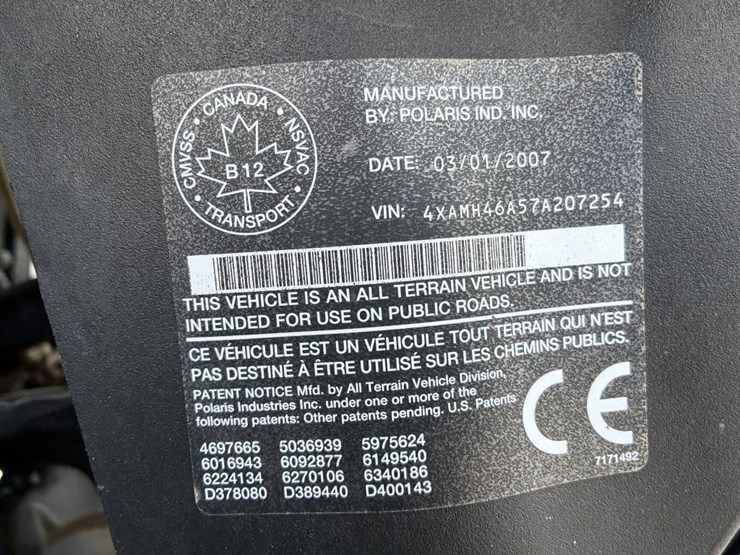 CANADA
CMVSS
NSVAC
B12
TRANSPORT
MANUFACTURED
BY: POLARIS IND. INC.
DATE: 03/01/2007
VIN: 4XAMH46A57A207254
THIS VEHICLE IS AN ALL TERRAIN VEHICLE AND IS NOT
INTENDED FOR USE ON PUBLIC ROADS.
CE VÉHICULE EST UN VÉHICULE TOUT TERRAIN QUI N'EST
PAS DESTINÉ À ÊTRE UTILISÉ SUR LES CHEMINS PUBLICS.
PATENT NOTICE Mfd. by All Terrain Vehicle Division,
Polaris Industries Inc. under one or more of the
following patents: Other patents pending. U.S. Patents
4697665 5036939 5975624
6016943 6092877 6149540
6224134 6270106 6340186
D378080 D389440 D400143
CE
7171492